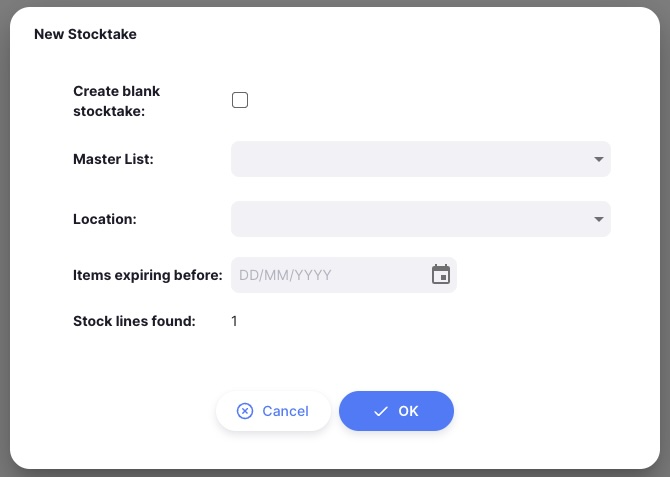 New Stocktake
Create blank
stocktake:
Master List:
Location:
Items expiring before: DD/MM/YYYY
Stock lines found: 1
Cancel OK